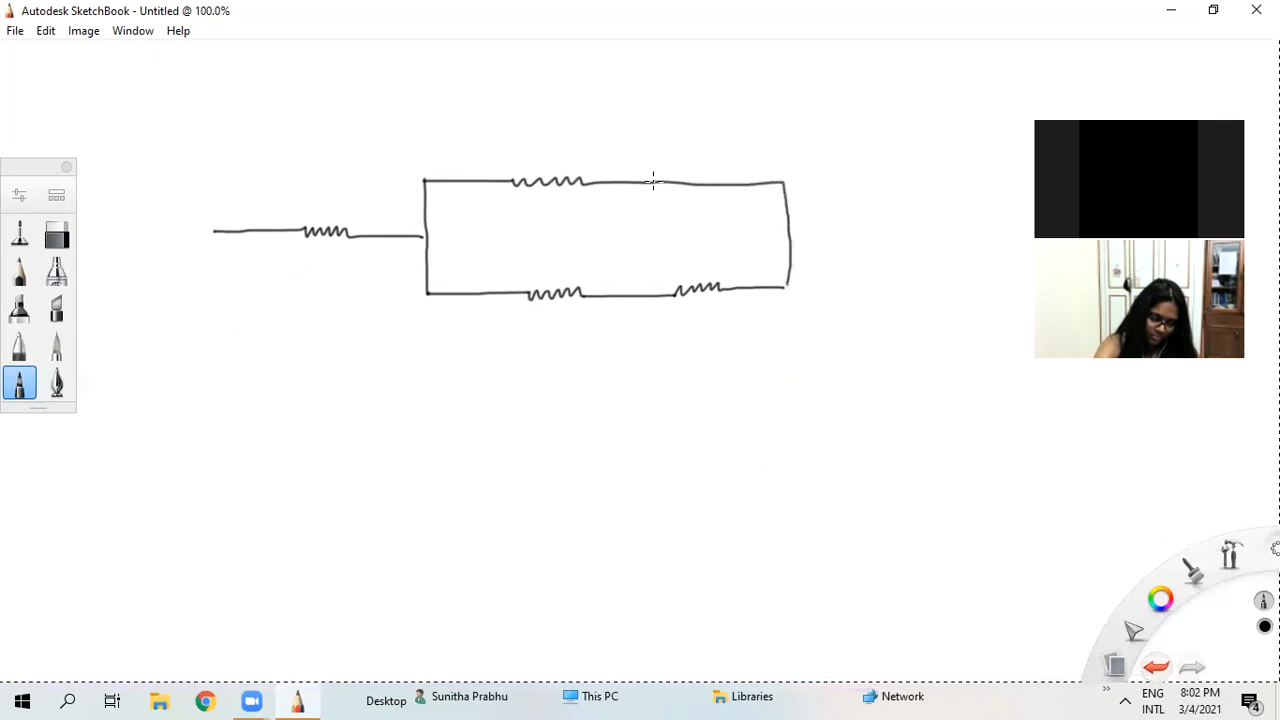 Autodesk SketchBook - Untitled @ 100.0%
File Edit Image Window Help
Desktop Sunitha Prabhu This PC Libraries Network
ENG 8:02 PM
INTL 3/4/2021 4